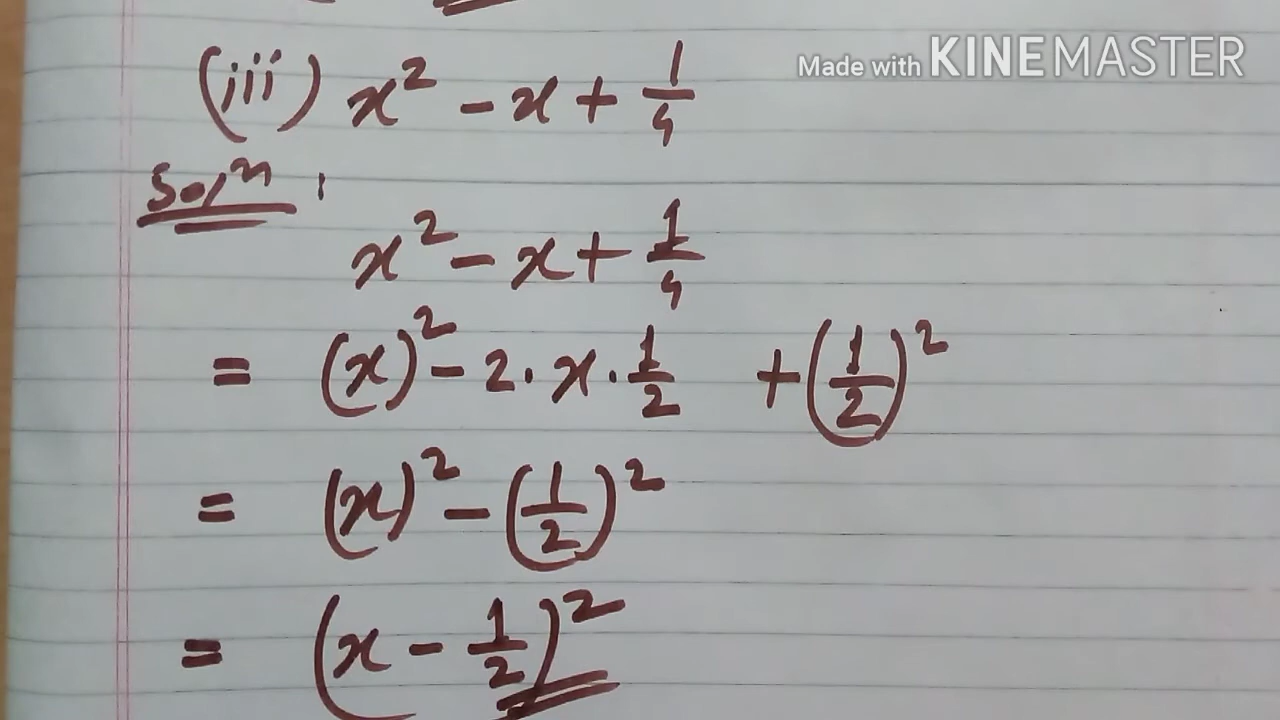 Made with KINEMASTER
(iii) x² - x + 1/4
Solⁿ :
x² - x + 1/4
= (x)² - 2 · x · 1/2 + (1/2)²
= (x)² - (1/2)²
= (x - 1/2)²